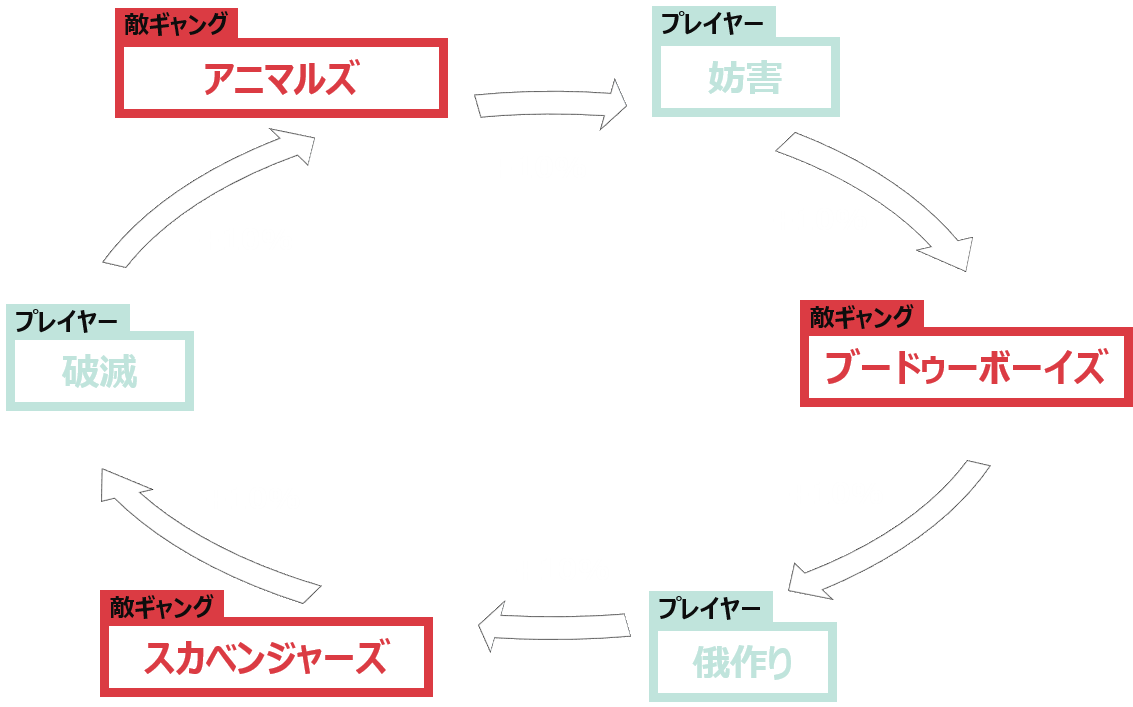 敵ギャング
アニマルズ
プレイヤー
妨害
敵ギャング
ブードゥーボーイズ
プレイヤー
俄作り
敵ギャング
スカベンジャーズ
プレイヤー
破滅